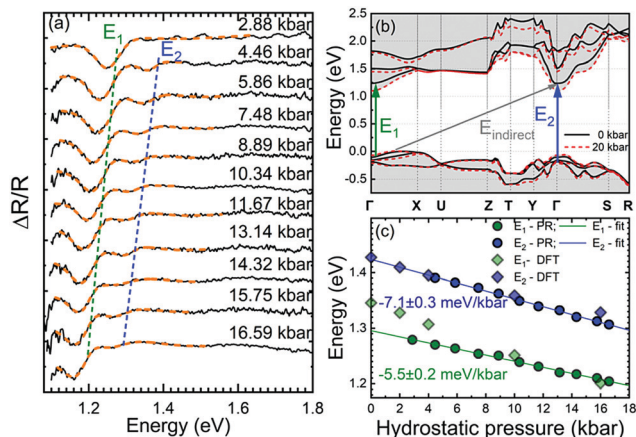 (a)
E1
E2
2.88 kbar
4.46 kbar
5.86 kbar
7.48 kbar
8.89 kbar
10.34 kbar
11.67 kbar
13.14 kbar
14.32 kbar
15.75 kbar
16.59 kbar
ΔR/R
1.2 1.4 1.6 1.8
Energy (eV)
(b)
Energy (eV)
2.5
2.0
1.5
1.0
0.5
0.0
-0.5
E1
Eindirect
E2
0 kbar
20 kbar
Γ X U Z T Y Γ S R
(c)
E1 - PR; E1 - fit
E2 - PR; E2 - fit
E1 - DFT
E2 - DFT
-7.1±0.3 meV/kbar
-5.5±0.2 meV/kbar
Energy (eV)
1.4
1.3
1.2
0 2 4 6 8 10 12 14 16 18
Hydrostatic pressure (kbar)